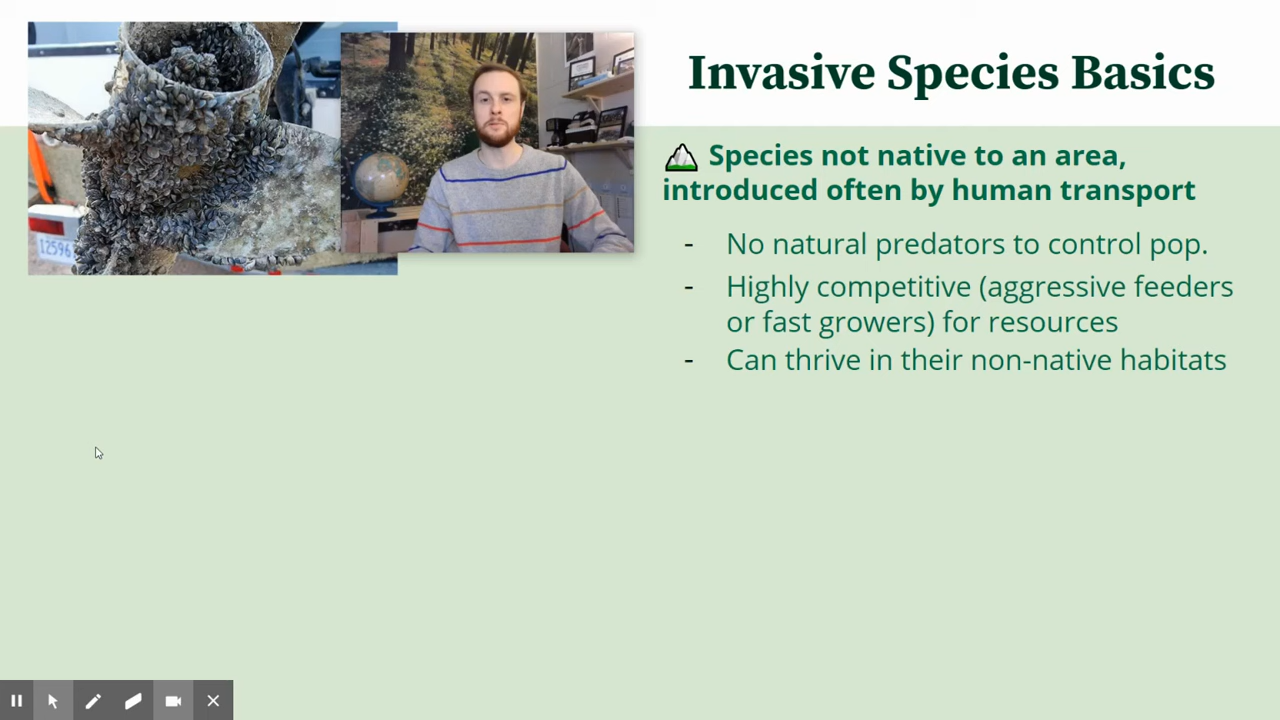 Invasive Species Basics
Species not native to an area,
introduced often by human transport
- No natural predators to control pop.
- Highly competitive (aggressive feeders
or fast growers) for resources
- Can thrive in their non-native habitats
12596